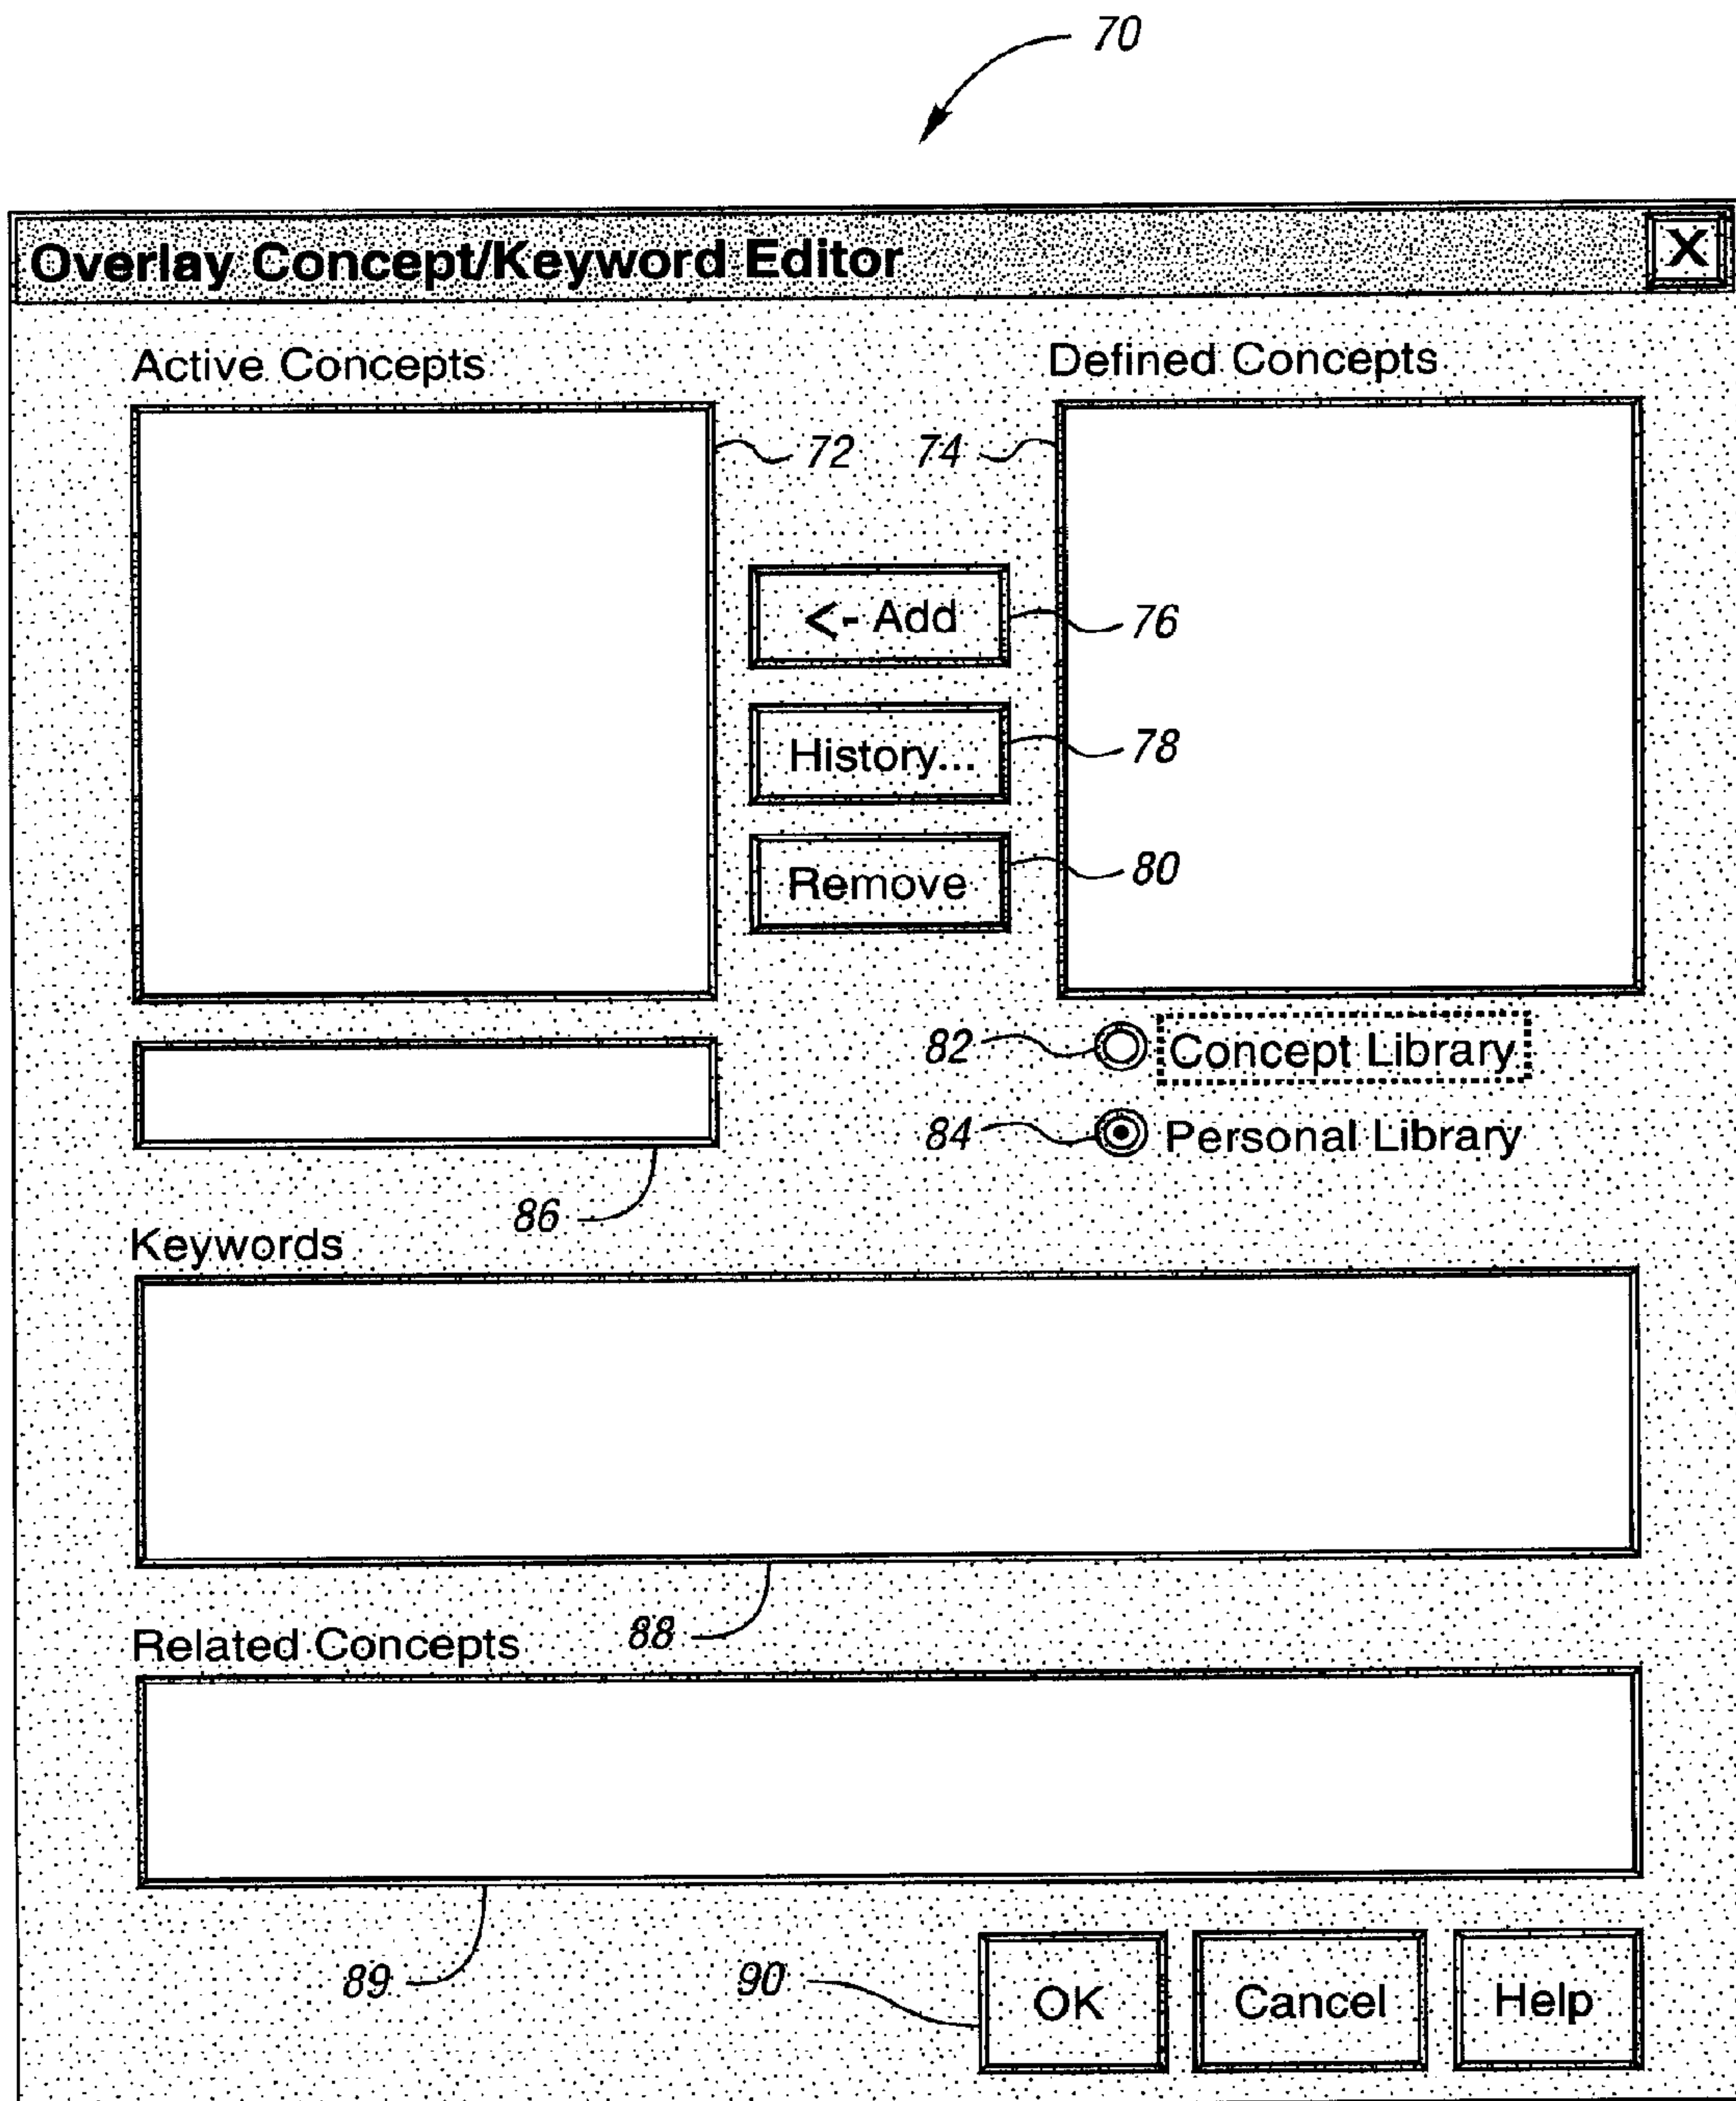 70
Overlay Concept/Keyword Editor X
Active Concepts Defined Concepts
72 74
<- Add 76
History... 78
Remove 80
82 Concept Library
84 Personal Library
86
Keywords
88
Related Concepts
89
90 OK Cancel Help